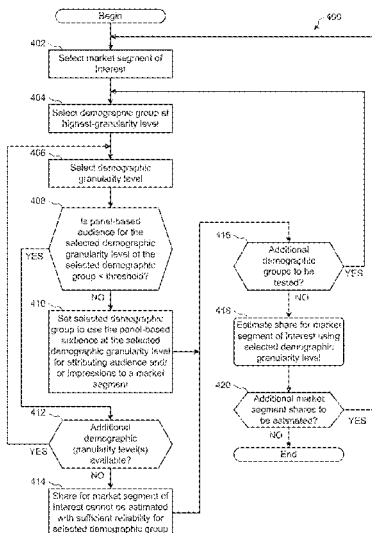 Begin
400
402
Select market segment of
interest
404
Select demographic group at
highest-granularity level
406
Select demographic
granularity level
408
Is panel-based
audience for the
selected demographic
granularity level of the
selected demographic
group < threshold?
YES
NO
410
Set selected demographic
group to use the panel-based
audience at the selected
demographic granularity level
for attributing audience and/
or impressions to a market
segment
412
Additional
demographic
granularity level(s)
available?
YES
NO
414
Share for market segment of
interest cannot be estimated
with sufficient reliability for
selected demographic group
416
Additional
demographic
groups to be
tested?
YES
NO
418
Estimate share for market
segment of interest using
selected demographic
granularity level
420
Additional market
segment shares to
be estimated?
YES
NO
End